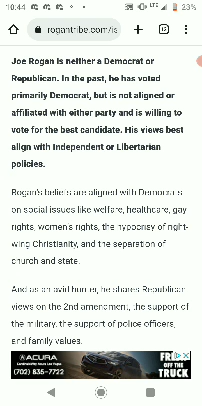 10:44
LTE
23%
rogantribe.com/is
12
Joe Rogan is neither a Democrat or
Republican. In the past, he has voted
primarily Democrat, but is not aligned or
affiliated with either party and is willing to
vote for the best candidate. His views best
align with Independent or Libertarian
policies.
Rogan's beliefs are aligned with Democrats
on social issues like welfare, healthcare, gay
rights, women's rights, the hypocrisy of right-
wing Christianity, and the separation of
church and state.
And as an avid hunter, he shares Republican
views on the 2nd amendment, the support of
the military, the support of police officers,
and family values.
ACURA
(702) 835-7722
OFF
THE TRUCK